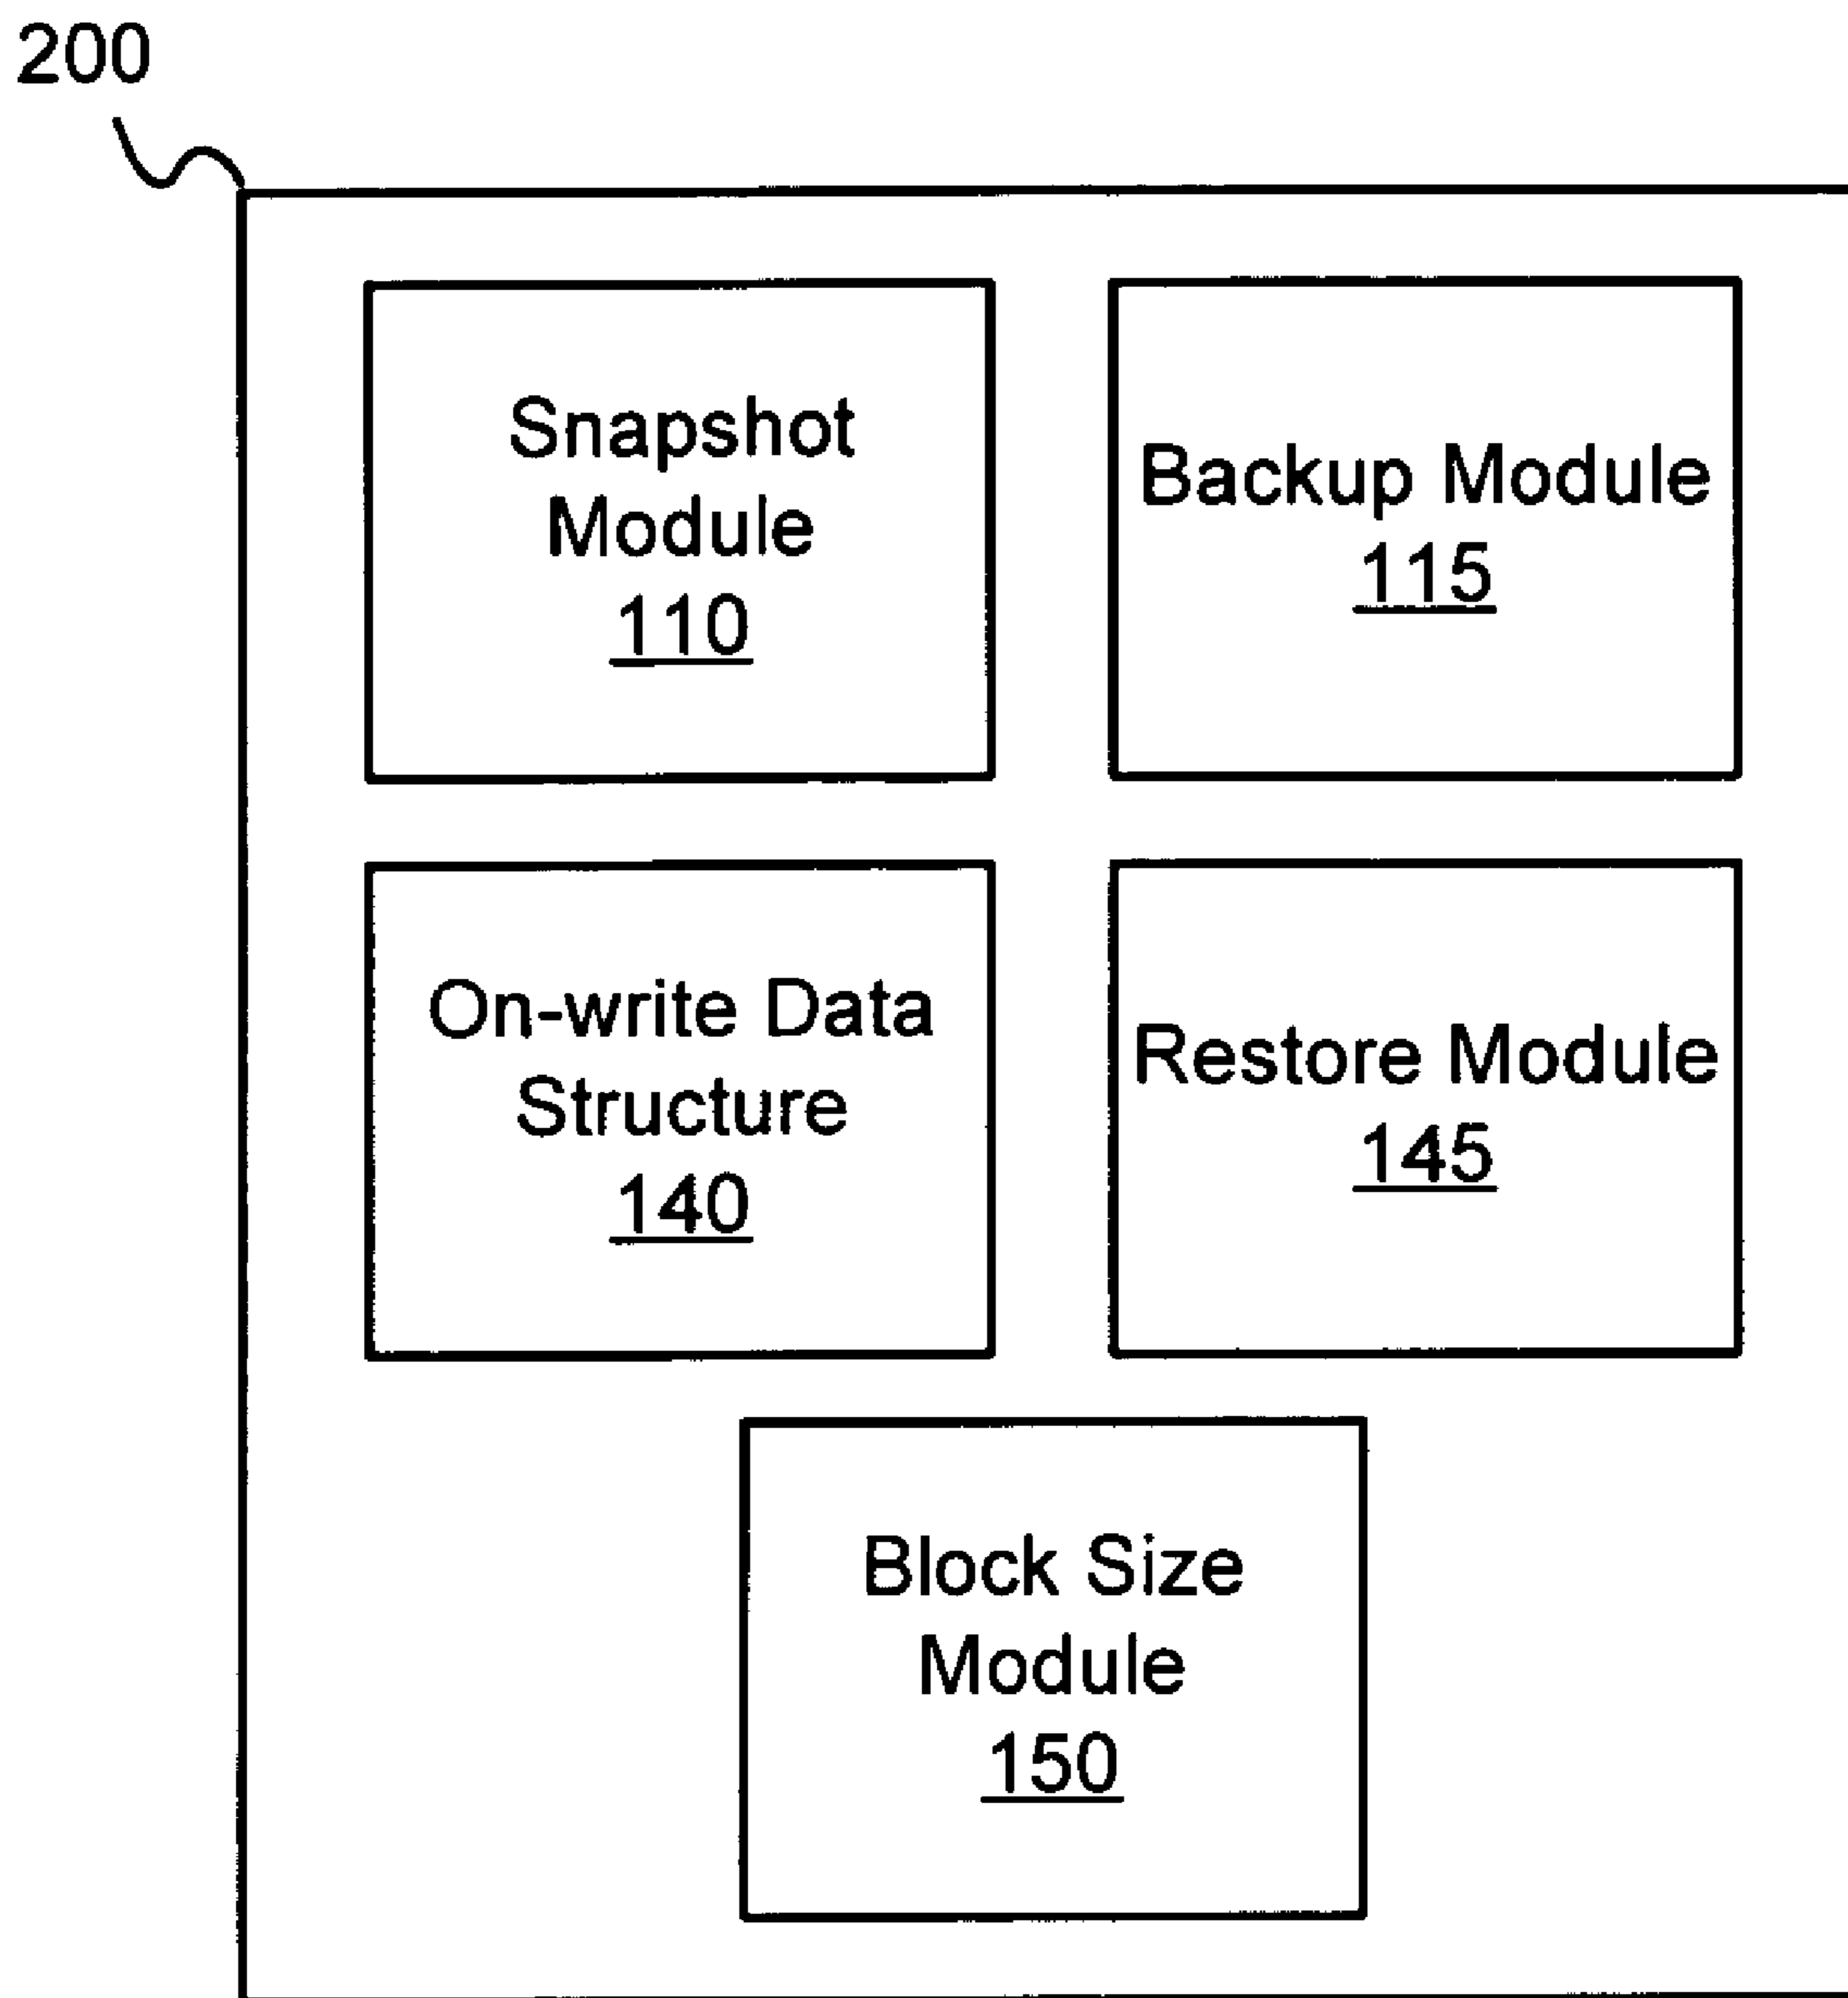 200
Snapshot
Module
110
Backup Module
115
On-write Data
Structure
140
Restore Module
145
Block Size
Module
150